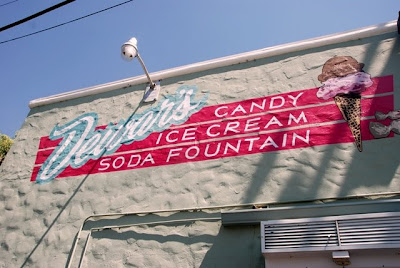 Dewar's
CANDY
ICE CREAM
SODA FOUNTAIN